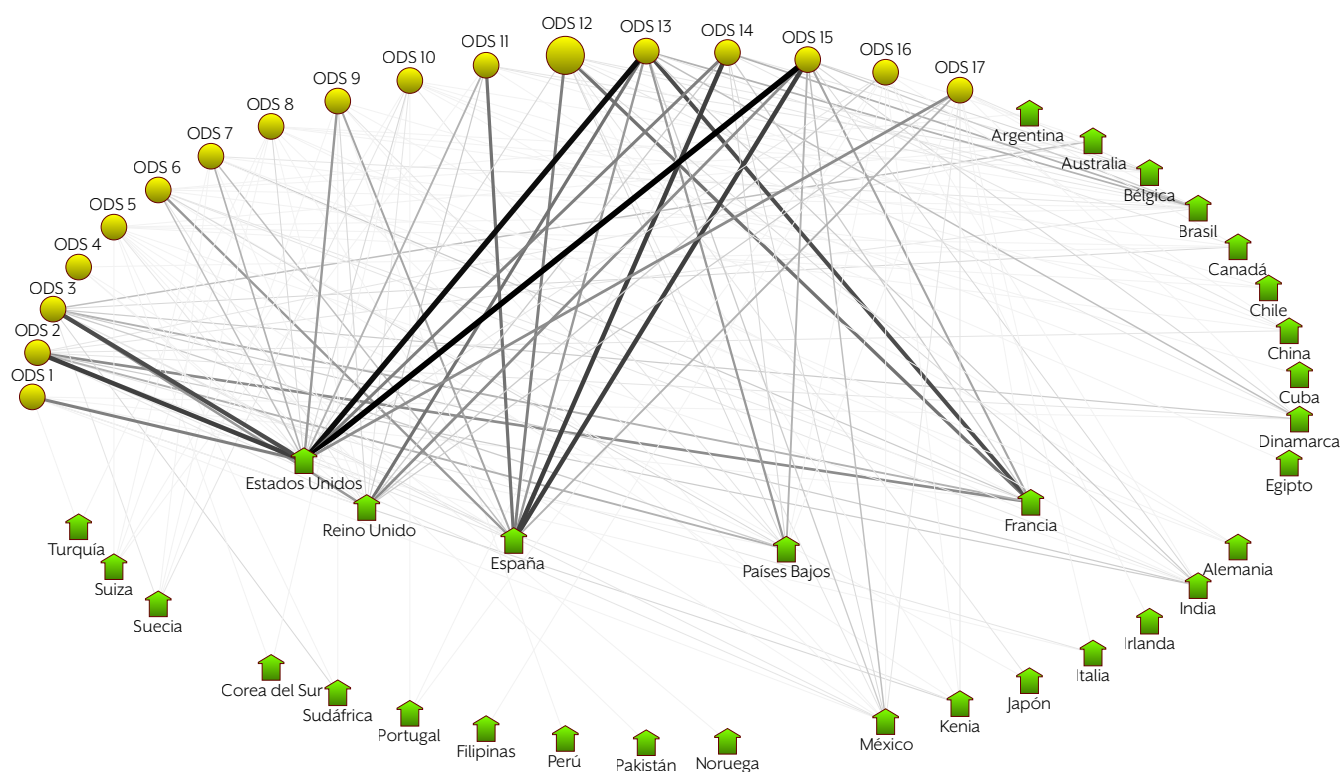 ODS 1
ODS 2
ODS 3
ODS 4
ODS 5
ODS 6
ODS 7
ODS 8
ODS 9
ODS 10
ODS 11
ODS 12
ODS 13
ODS 14
ODS 15
ODS 16
ODS 17
Argentina
Australia
Bélgica
Brasil
Canadá
Chile
China
Cuba
Dinamarca
Egipto
Estados Unidos
Reino Unido
España
Países Bajos
Francia
Alemania
India
Irlanda
Italia
Japón
Kenia
México
Noruega
Pakistán
Perú
Filipinas
Portugal
Sudáfrica
Corea del Sur
Suecia
Suiza
Turquía